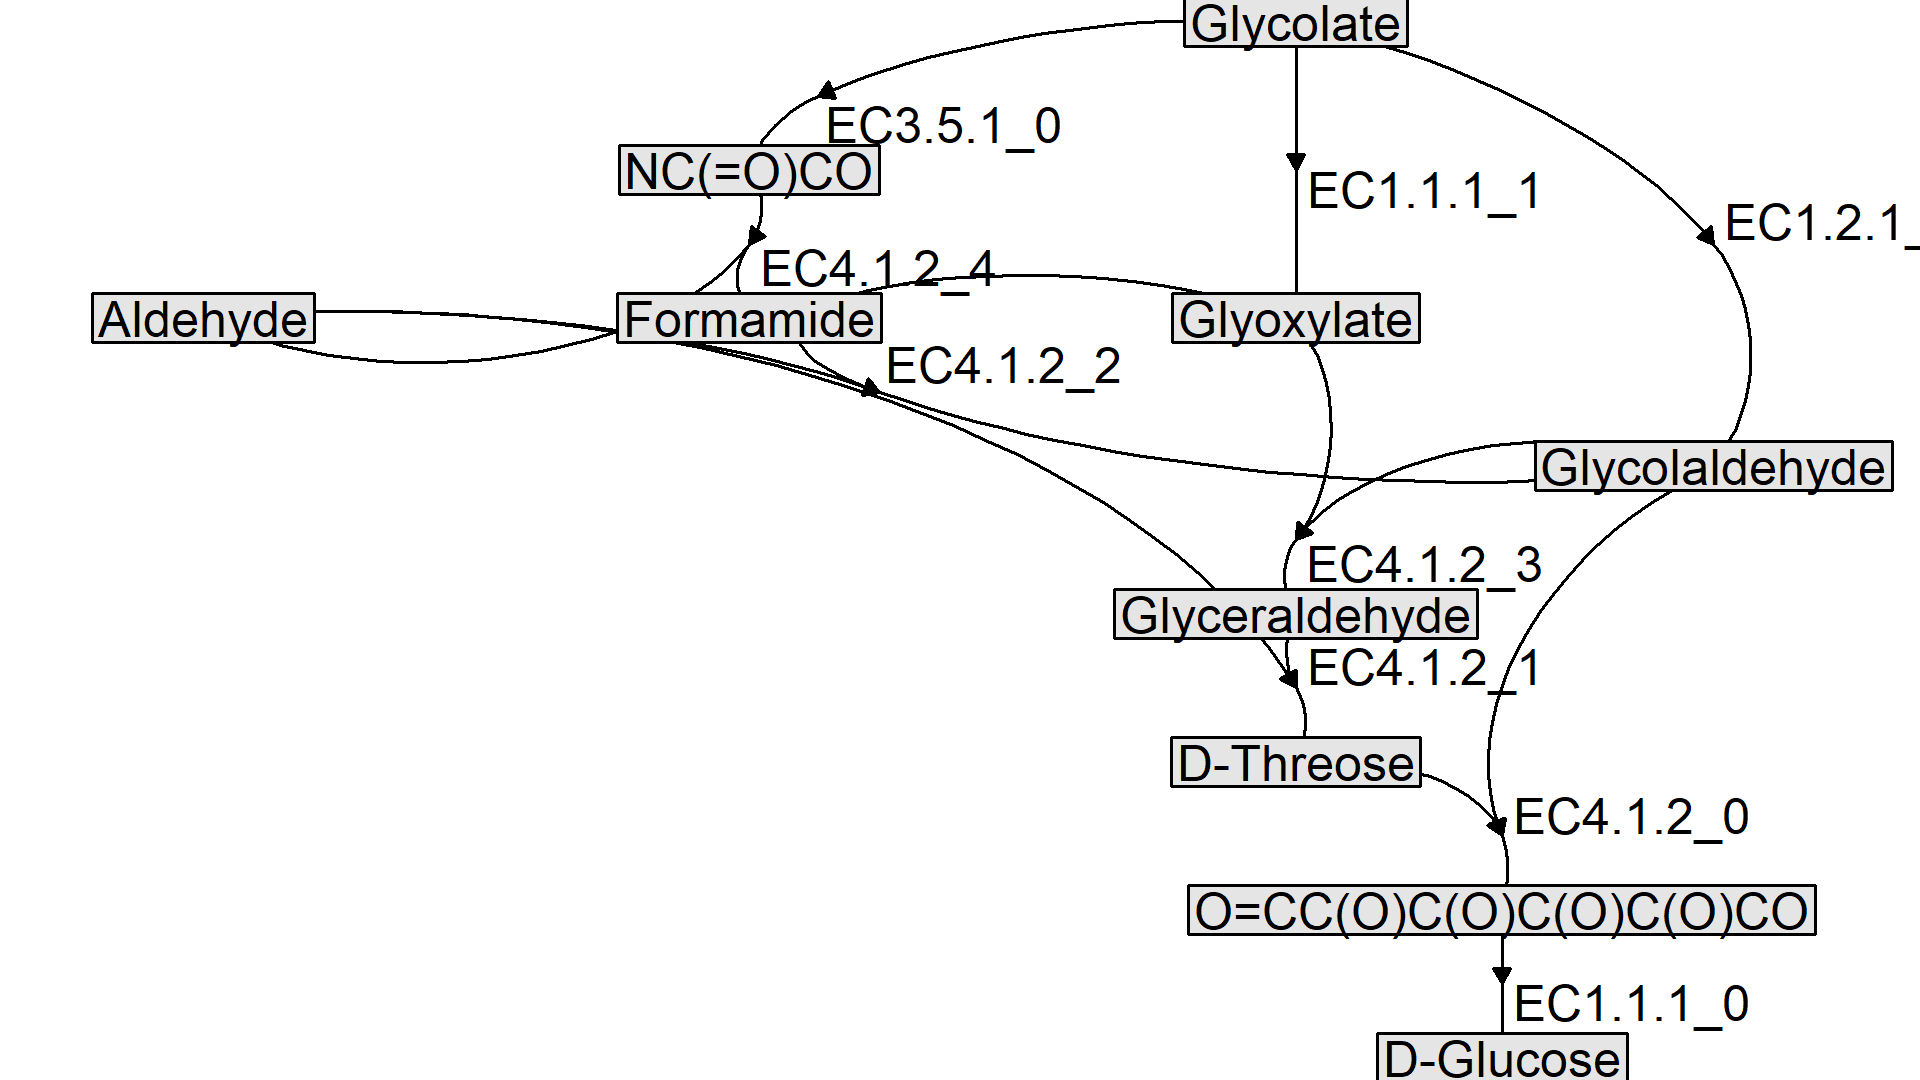 Glycolate
EC3.5.1_0
NC(=O)CO
EC1.1.1_1
EC1.2.1_
EC4.1.2_4
Aldehyde
Formamide
Glyoxylate
EC4.1.2_2
Glycolaldehyde
EC4.1.2_3
Glyceraldehyde
EC4.1.2_1
D-Threose
EC4.1.2_0
O=CC(O)C(O)C(O)C(O)CO
EC1.1.1_0
D-Glucose